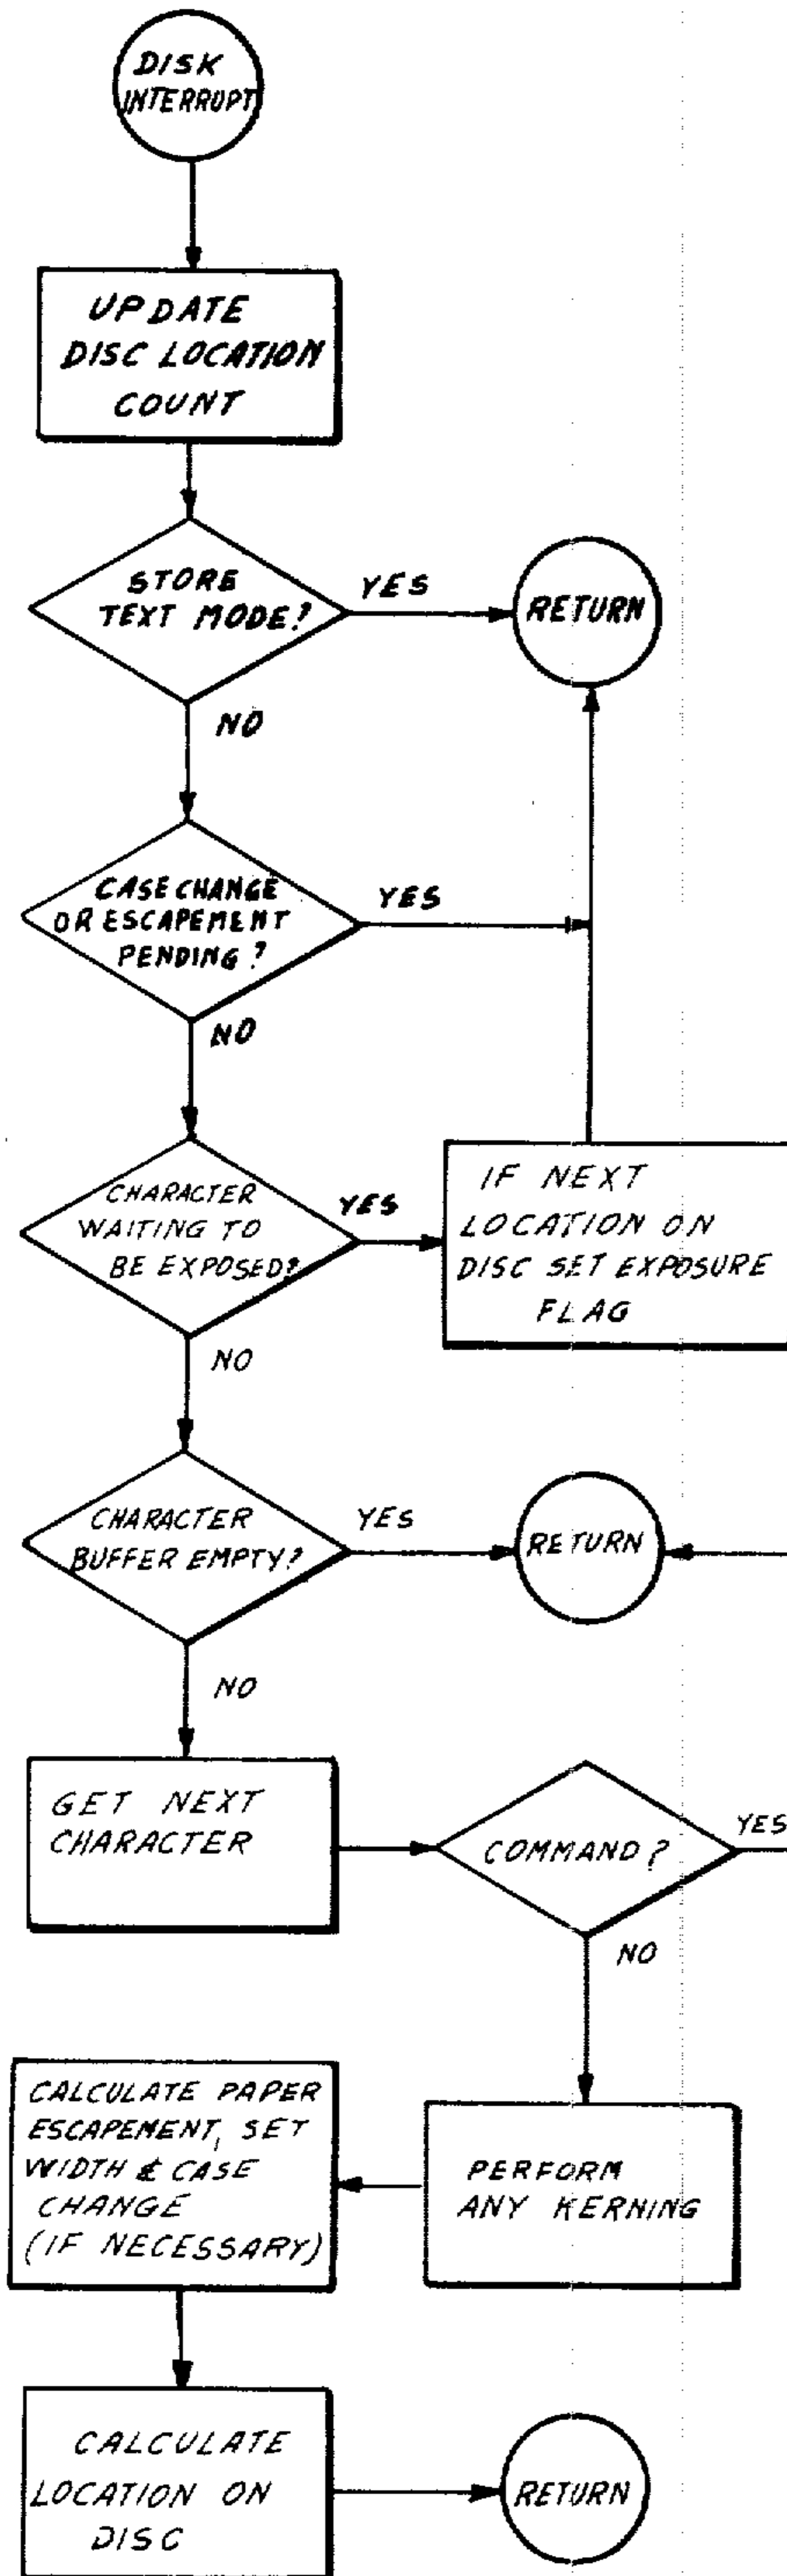 DISK
INTERRUPT
UPDATE
DISC LOCATION
COUNT
STORE
TEXT MODE?
YES
RETURN
NO
CASE CHANGE
OR ESCAPEMENT
PENDING?
YES
NO
CHARACTER
WAITING TO
BE EXPOSED?
YES
IF NEXT
LOCATION ON
DISC SET EXPOSURE
FLAG
NO
CHARACTER
BUFFER EMPTY?
YES
RETURN
NO
GET NEXT
CHARACTER
COMMAND?
YES
NO
PERFORM
ANY KERNING
CALCULATE PAPER
ESCAPEMENT, SET
WIDTH & CASE
CHANGE
(IF NECESSARY)
CALCULATE
LOCATION ON
DISC
RETURN